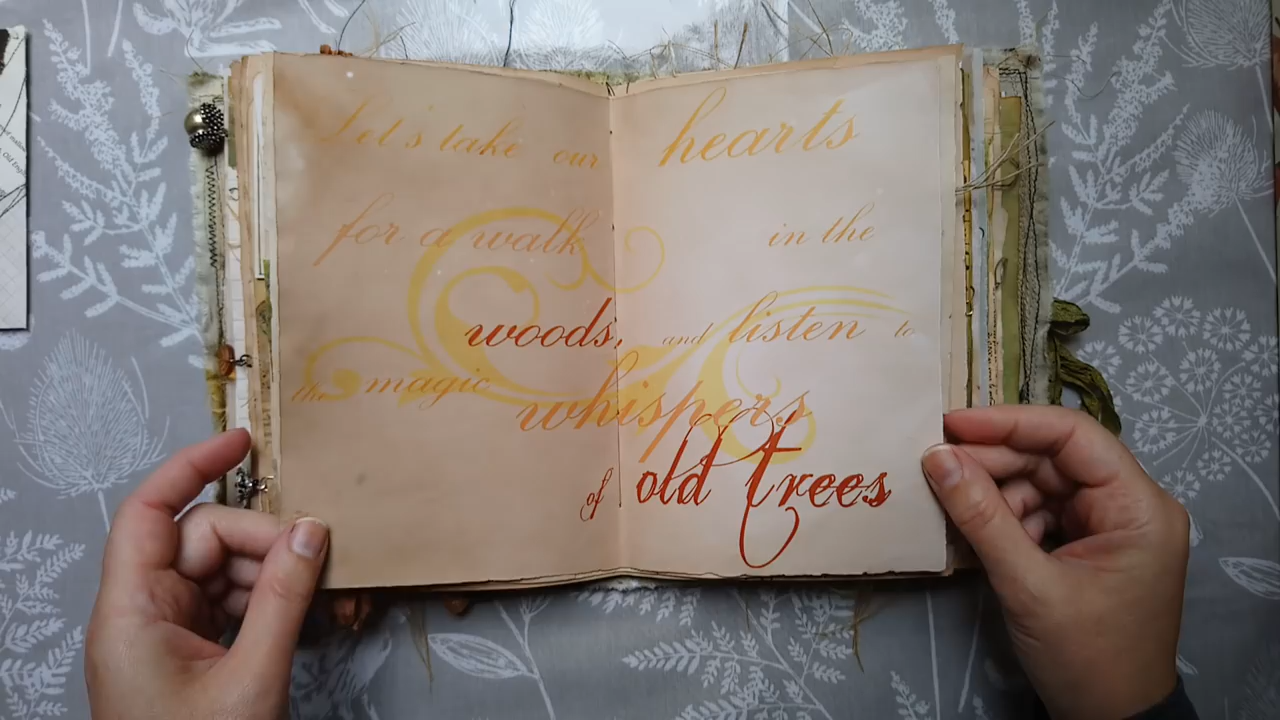 Let's take our hearts
for a walk in the
woods, and listen to
the magic whispers
of old trees